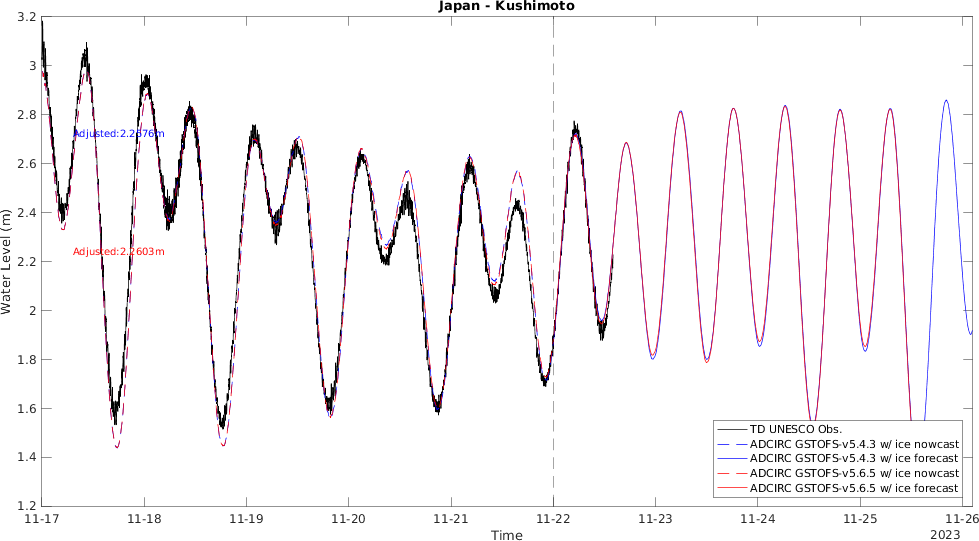 Japan - Kushimoto
3.2
3
2.8
2.6
2.4
2.2
2
1.8
1.6
1.4
1.2
Water Level (m)
Adjusted:2.2676m
Adjusted:2.2603m
TD UNESCO Obs.
ADCIRC GSTOFS-v5.4.3 w/ ice nowcast
ADCIRC GSTOFS-v5.4.3 w/ ice forecast
ADCIRC GSTOFS-v5.6.5 w/ ice nowcast
ADCIRC GSTOFS-v5.6.5 w/ ice forecast
11-17 11-18 11-19 11-20 11-21 11-22 11-23 11-24 11-25 11-26
Time 2023